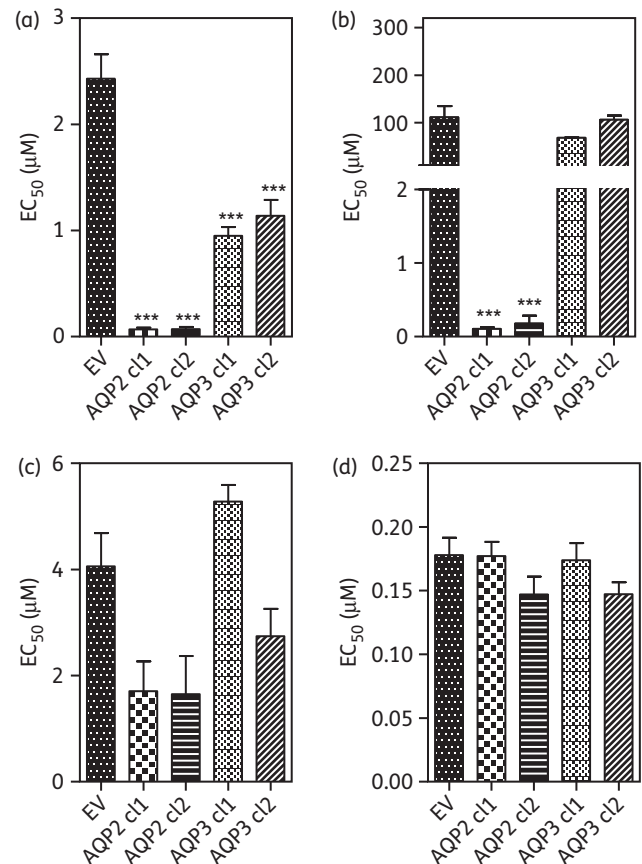 (a)
3
2
1
0
EC50 (μM)
***
***
***
***
EV
AQP2 cl1
AQP2 cl2
AQP3 cl1
AQP3 cl2
(b)
300
200
100
2
1
0
EC50 (μM)
***
***
EV
AQP2 cl1
AQP2 cl2
AQP3 cl1
AQP3 cl2
(c)
6
4
2
0
EC50 (μM)
EV
AQP2 cl1
AQP2 cl2
AQP3 cl1
AQP3 cl2
(d)
0.25
0.20
0.15
0.10
0.05
0.00
EC50 (μM)
EV
AQP2 cl1
AQP2 cl2
AQP3 cl1
AQP3 cl2